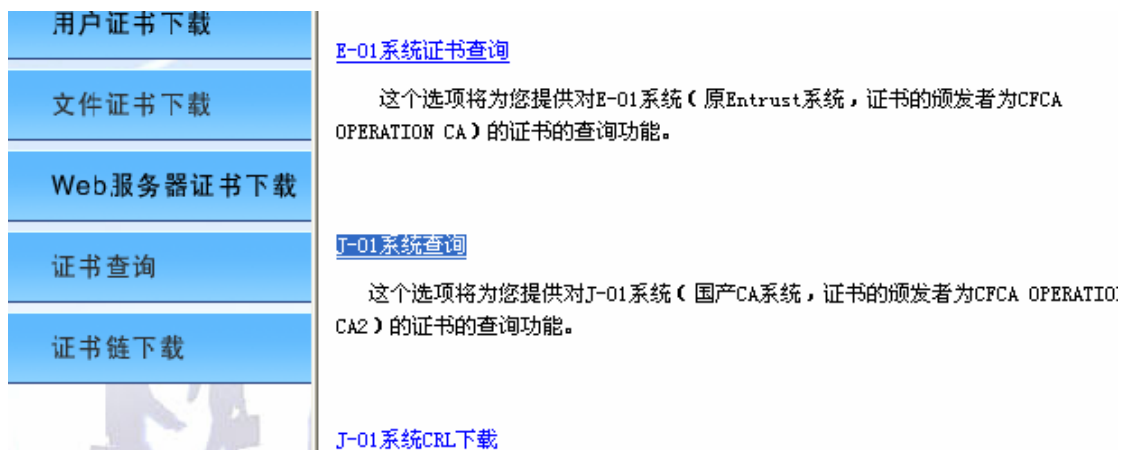 用户证书下载
文件证书下载
Web服务器证书下载
证书查询
证书链下载
E-01系统证书查询
这个选项将为您提供对E-01系统(原Entrust系统,证书的颁发者为CFCA
OPERATION CA)的证书的查询功能。
J-01系统查询
这个选项将为您提供对J-01系统(国产CA系统,证书的颁发者为CFCA OPERATIO
CA2)的证书的查询功能。
J-01系统CRL下载